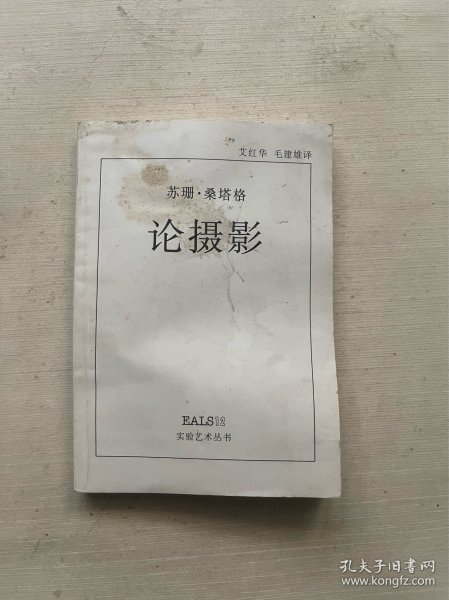 艾红华 毛建雄译
苏珊·桑塔格
论摄影
EALS12
实验艺术丛书
孔夫子旧书网
www.kongfz.com